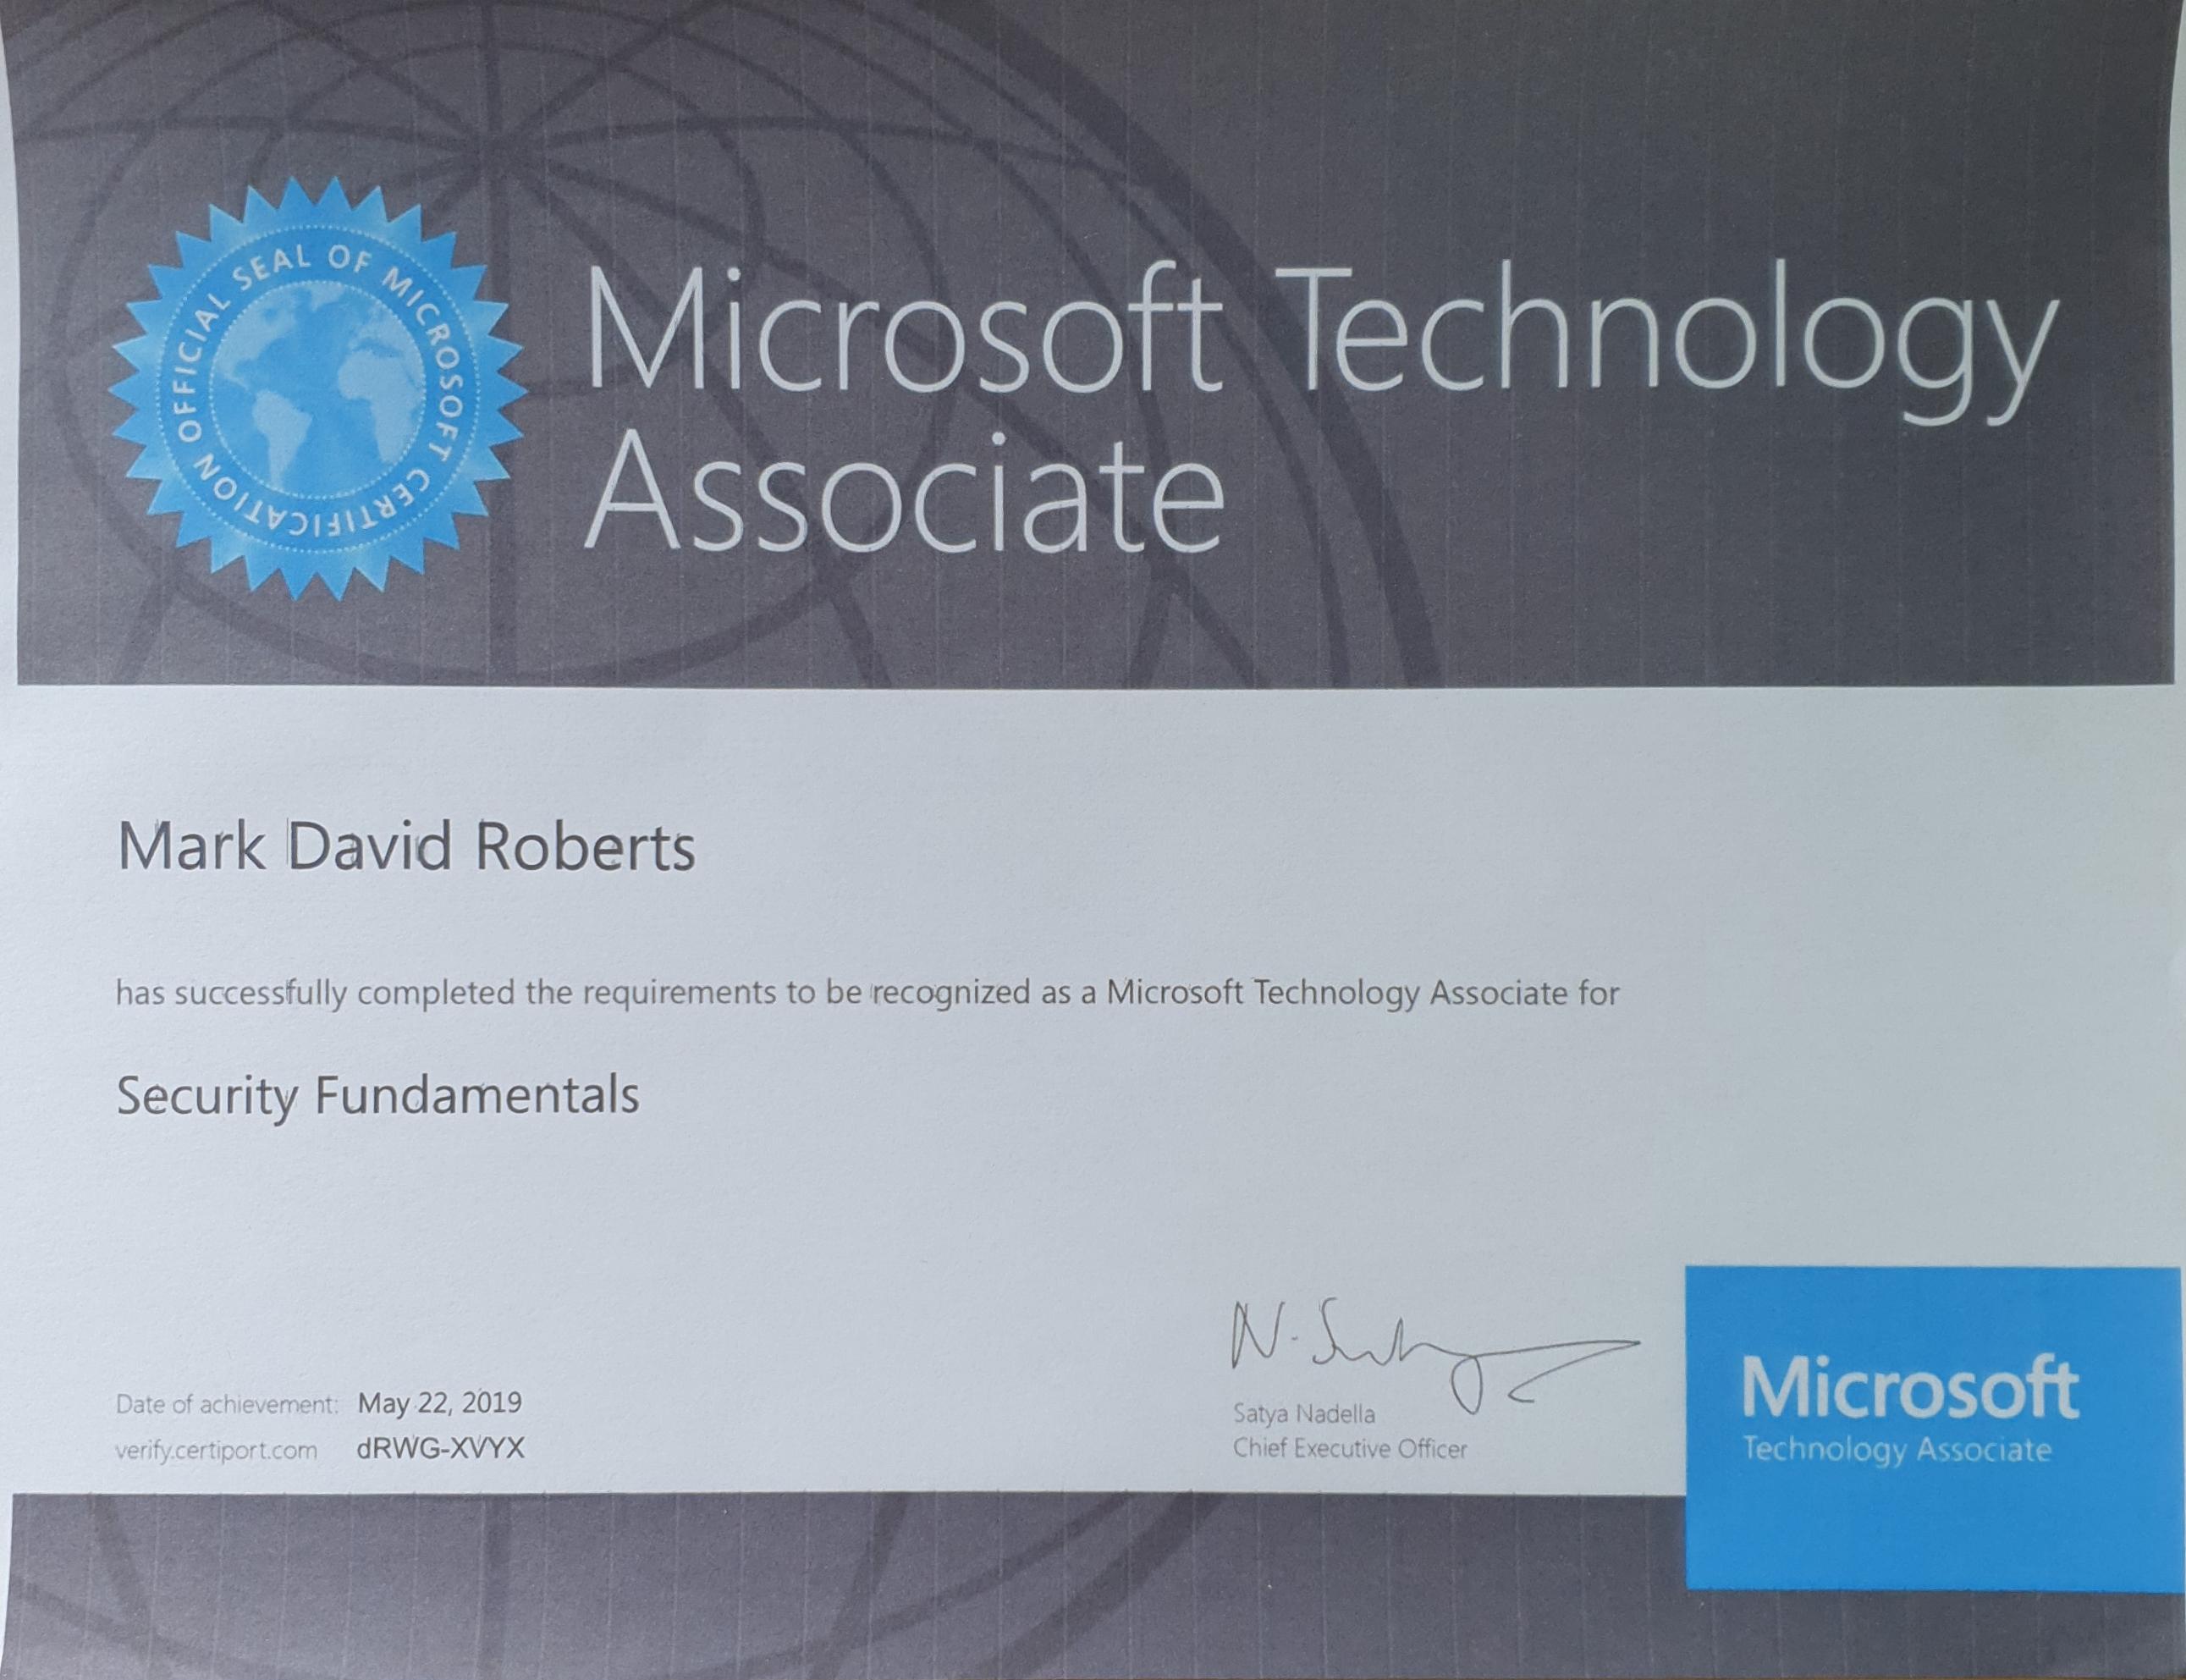 OFFICIAL SEAL OF MICROSOFT CERTIFICATION
Microsoft Technology
Associate
Mark David Roberts
has successfully completed the requirements to be recognized as a Microsoft Technology Associate for
Security Fundamentals
N. Satya
Date of achievement: May 22, 2019
verify.certiport.com dRWG-XVYX
Satya Nadella
Chief Executive Officer
Microsoft
Technology Associate